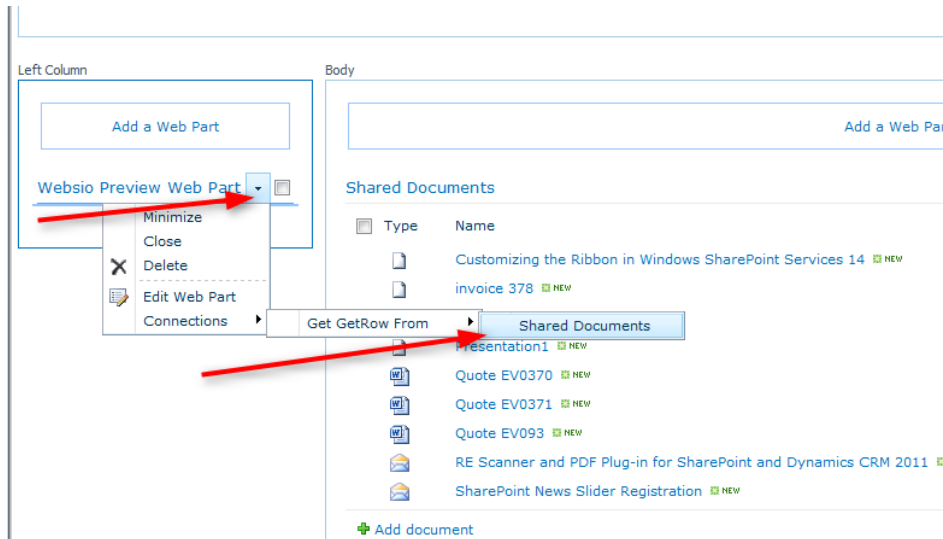 Left Column
Body
Add a Web Part
Add a Web Par
Websio Preview Web Part
Shared Documents
Minimize
Close
Delete
Edit Web Part
Connections
Get GetRow From
Shared Documents
Type Name
Customizing the Ribbon in Windows SharePoint Services 14 NEW
invoice 378 NEW
Presentation1 NEW
Quote EV0370 NEW
Quote EV0371 NEW
Quote EV093 NEW
RE Scanner and PDF Plug-in for SharePoint and Dynamics CRM 2011
SharePoint News Slider Registration NEW
Add document